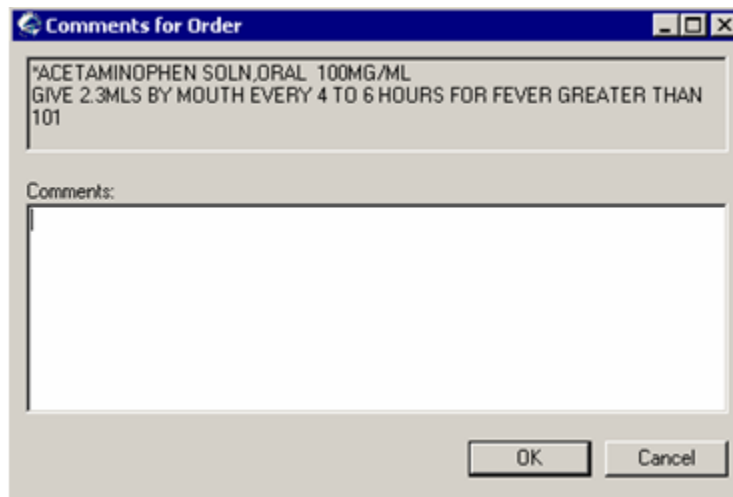 Comments for Order
*ACETAMINOPHEN SOLN,ORAL  100MG/ML
GIVE 2.3MLS BY MOUTH EVERY 4 TO 6 HOURS FOR FEVER GREATER THAN
101
Comments:
OK
Cancel